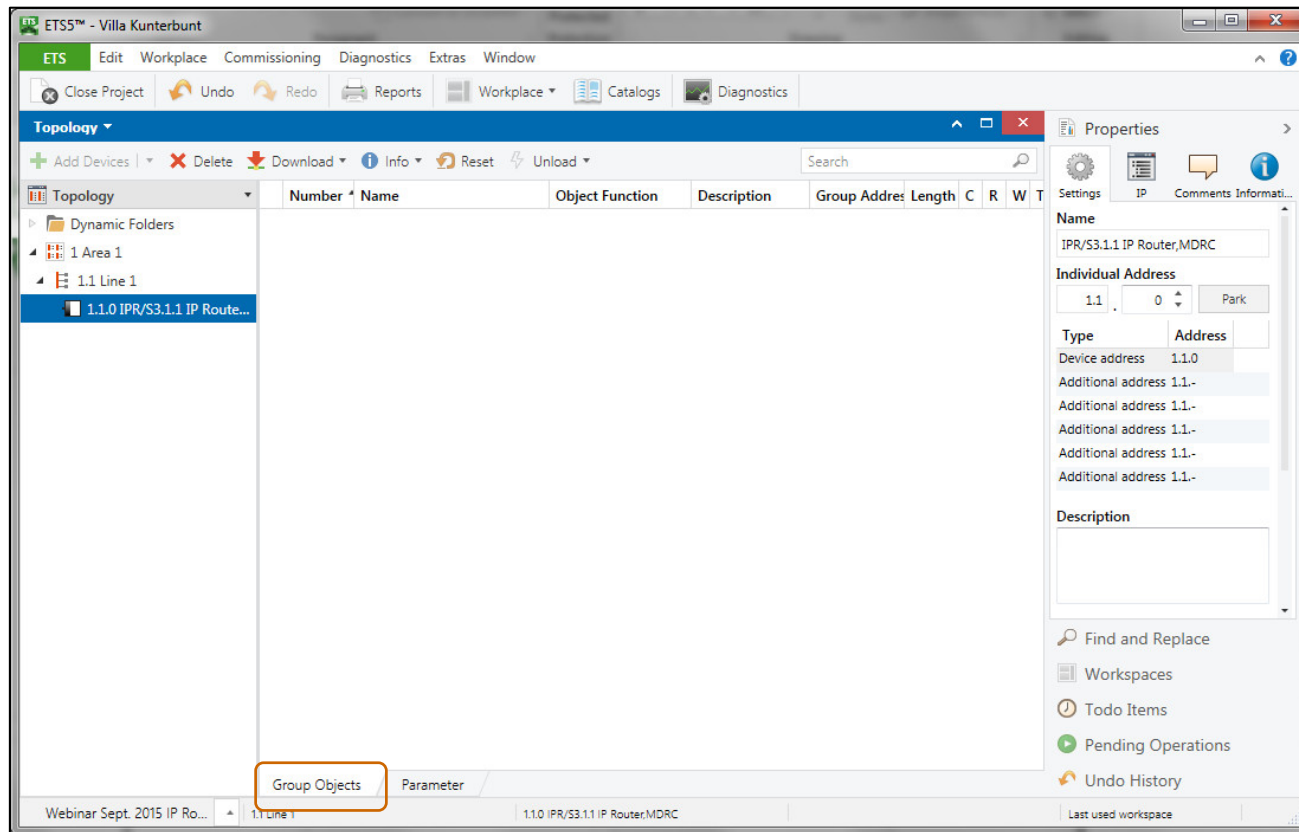 ETS5™ - Villa Kunterbunt
ETS Edit Workplace Commissioning Diagnostics Extras Window
Close Project Undo Redo Reports Workplace Catalogs Diagnostics
Topology
Add Devices Delete Download Info Reset Unload Search
Topology
Number Name Object Function Description Group Addres Length C R W T
Dynamic Folders
1 Area 1
1.1 Line 1
1.1.0 IPR/S3.1.1 IP Route...
Group Objects Parameter
Properties
Settings IP Comments Informati...
Name
IPR/S3.1.1 IP Router,MDRC
Individual Address
1.1 . 0 Park
Type Address
Device address 1.1.0
Additional address 1.1.-
Additional address 1.1.-
Additional address 1.1.-
Additional address 1.1.-
Additional address 1.1.-
Description
Find and Replace
Workspaces
Todo Items
Pending Operations
Undo History
Webinar Sept. 2015 IP Ro... 1.1 Line 1 1.1.0 IPR/S3.1.1 IP Router,MDRC Last used workspace